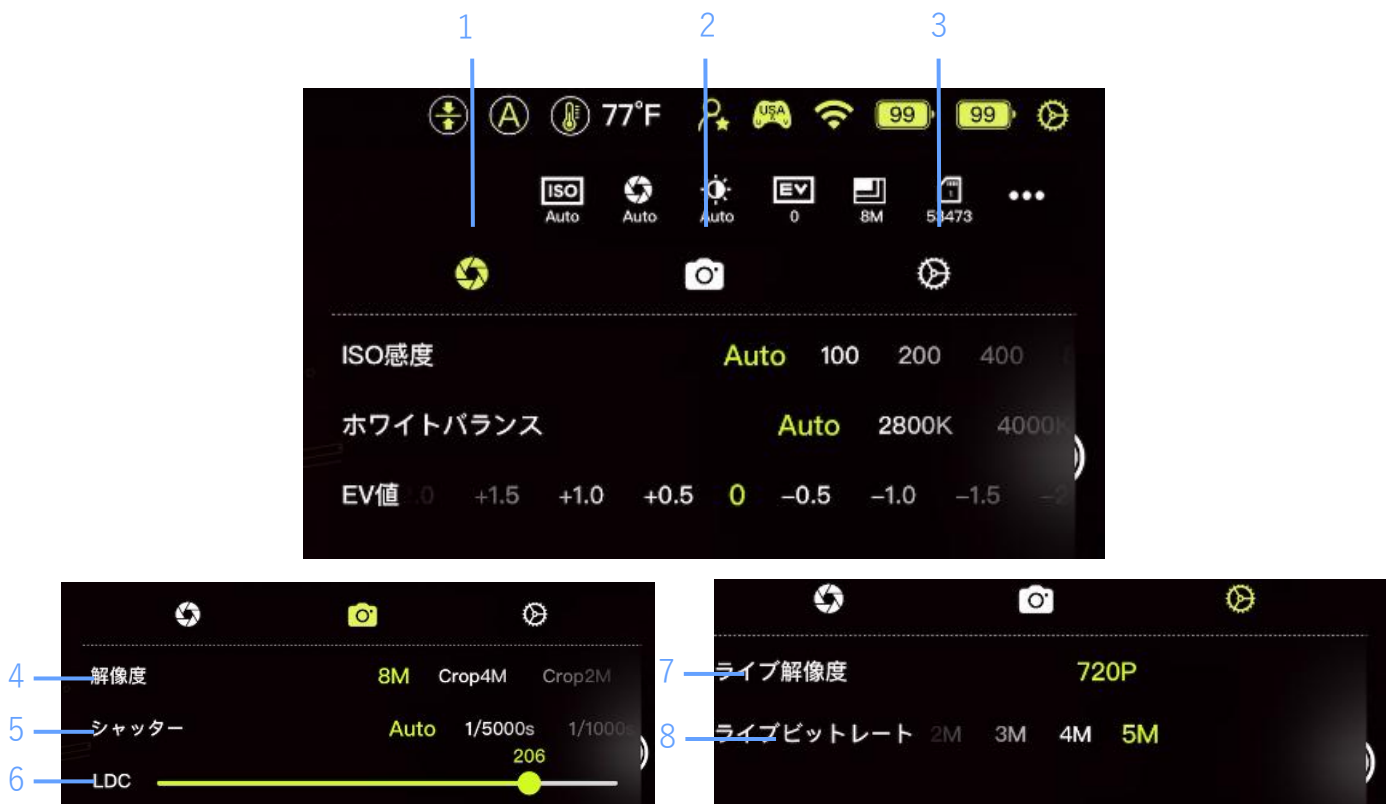 1 2 3
A 77°F USA 99 99
ISO EV
Auto Auto Auto 0 8M 53473
ISO感度 Auto 100 200 400
ホワイトバランス Auto 2800K 4000K
EV値 +1.5 +1.0 +0.5 0 −0.5 −1.0 −1.5
4 解像度 8M Crop4M Crop2M
5 シャッター Auto 1/5000s 1/1000s
206
6 LDC
7 ライブ解像度 720P
8 ライブビットレート 2M 3M 4M 5M